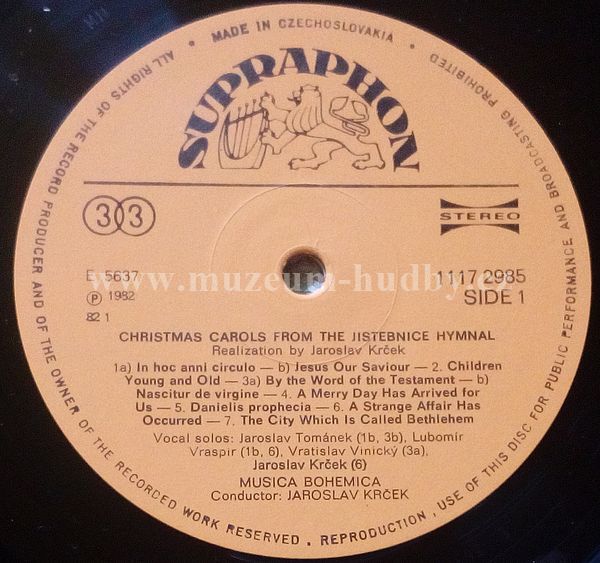 MADE IN CZECHOSLOVAKIA • ALL RIGHTS OF THE RECORD PRODUCER AND OF THE OWNER OF THE RECORDED WORK RESERVED . REPRODUCTION , USE OF THIS DISC FOR PUBLIC PERFORMANCE AND BROADCASTING PROHIBITED •
SUPRAPHON
33
STEREO
E 5637
1117 2985
www.muzeum-hudby.cz
Ⓟ 1982
SIDE 1
82 1
CHRISTMAS CAROLS FROM THE JISTEBNICE HYMNAL
Realization by Jaroslav Krček
1a) In hoc anni circulo — b) Jesus Our Saviour — 2. Children
Young and Old — 3a) By the Word of the Testament — b)
Nascitur de virgine — 4. A Merry Day Has Arrived for
Us — 5. Danielis prophecia — 6. A Strange Affair Has
Occurred — 7. The City Which Is Called Bethlehem
Vocal solos: Jaroslav Tománek (1b, 3b), Lubomír
Vraspir (1b, 6), Vratislav Vinický (3a),
Jaroslav Krček (6)
MUSICA BOHEMICA
Conductor: JAROSLAV KRČEK